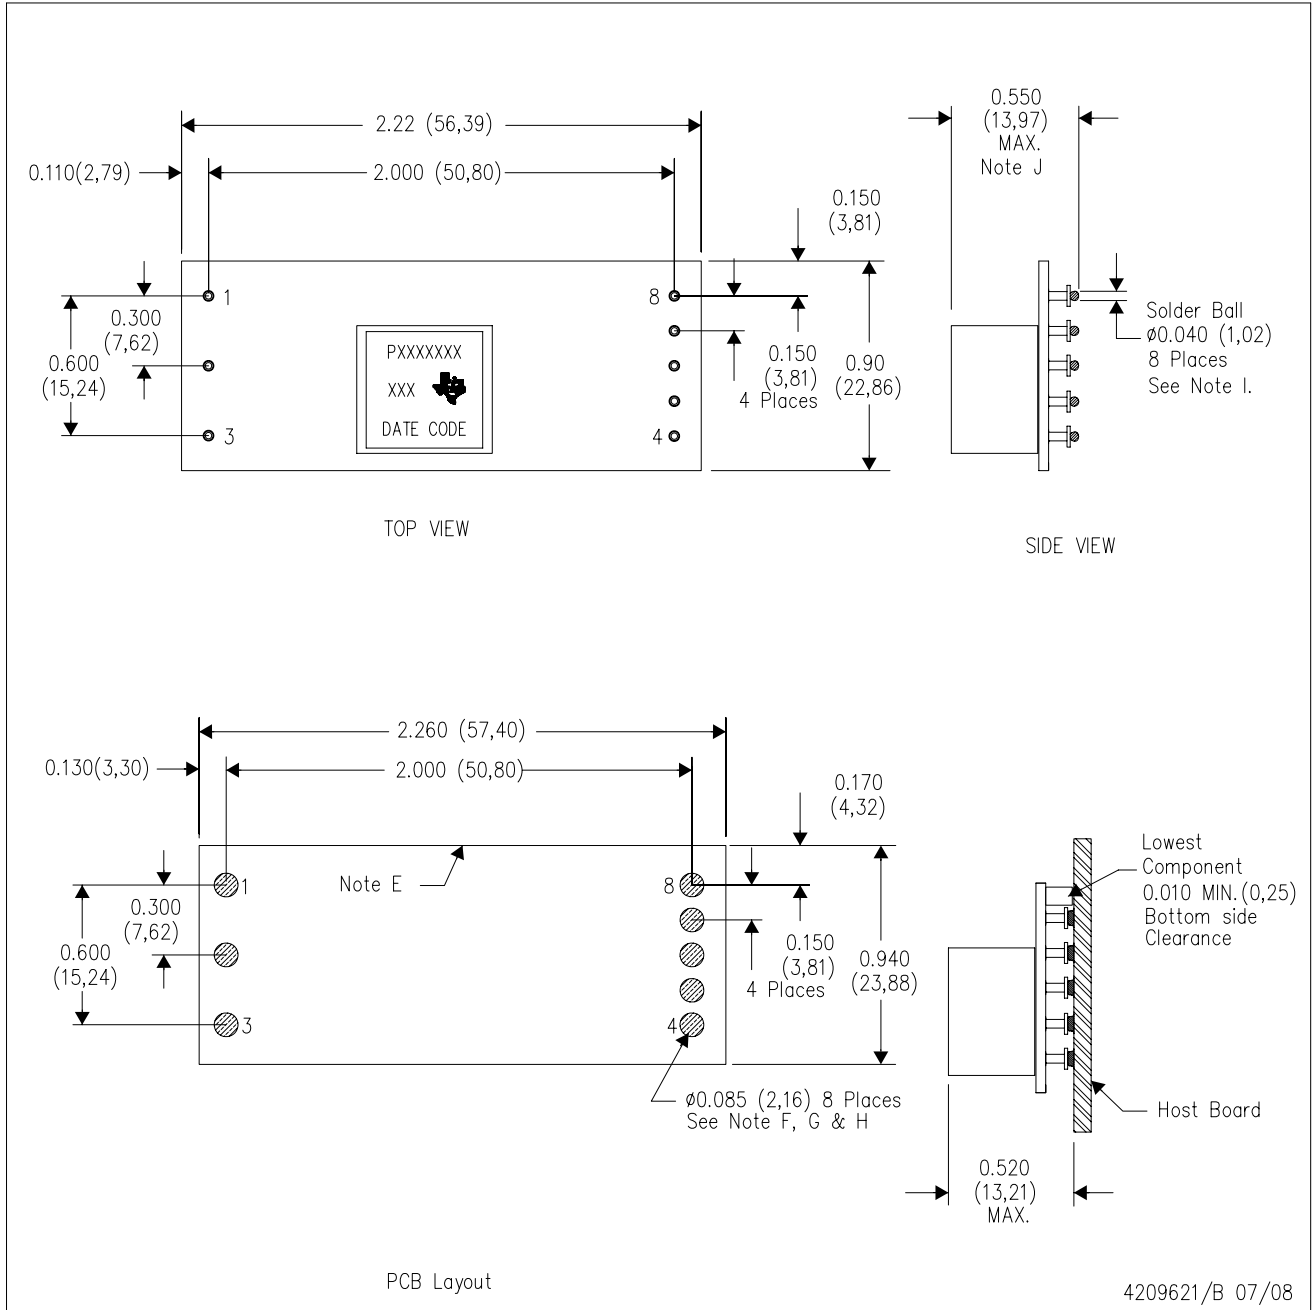 2.22 (56,39)
0.110(2,79)
2.000 (50,80)
0.150
(3,81)
0.550
(13,97)
MAX.
Note J
1
8
0.300
(7,62)
0.600
(15,24)
3
4
PXXXXXXX
XXX
DATE CODE
0.150
(3,81)
4 Places
0.90
(22,86)
Solder Ball
ø0.040 (1,02)
8 Places
See Note I.
TOP VIEW
SIDE VIEW
2.260 (57,40)
0.130(3,30)
2.000 (50,80)
0.170
(4,32)
Note E
1
8
0.300
(7,62)
0.600
(15,24)
3
4
0.150
(3,81)
4 Places
0.940
(23,88)
Lowest
Component
0.010 MIN.(0,25)
Bottom side
Clearance
ø0.085 (2,16) 8 Places
See Note F, G & H
Host Board
0.520
(13,21)
MAX.
PCB Layout
4209621/B 07/08